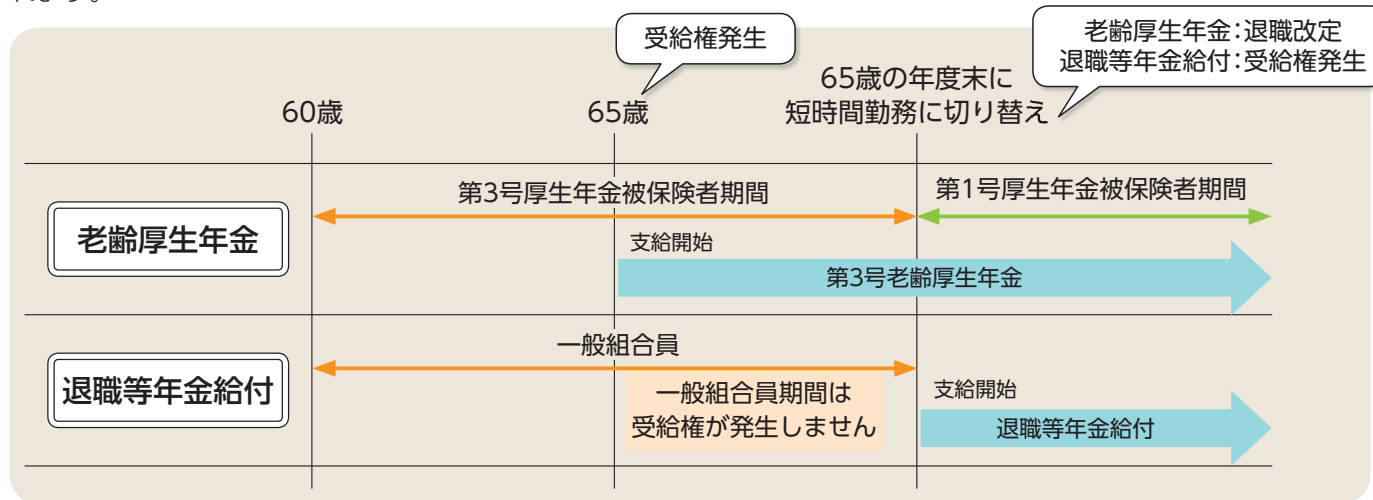 れます。
受給権発生
老齢厚生年金：退職改定
退職等年金給付：受給権発生
60歳
65歳
65歳の年度末に
短時間勤務に切り替え
老齢厚生年金
第3号厚生年金被保険者期間
第1号厚生年金被保険者期間
支給開始
第3号老齢厚生年金
退職等年金給付
一般組合員
一般組合員期間は
受給権が発生しません
支給開始
退職等年金給付